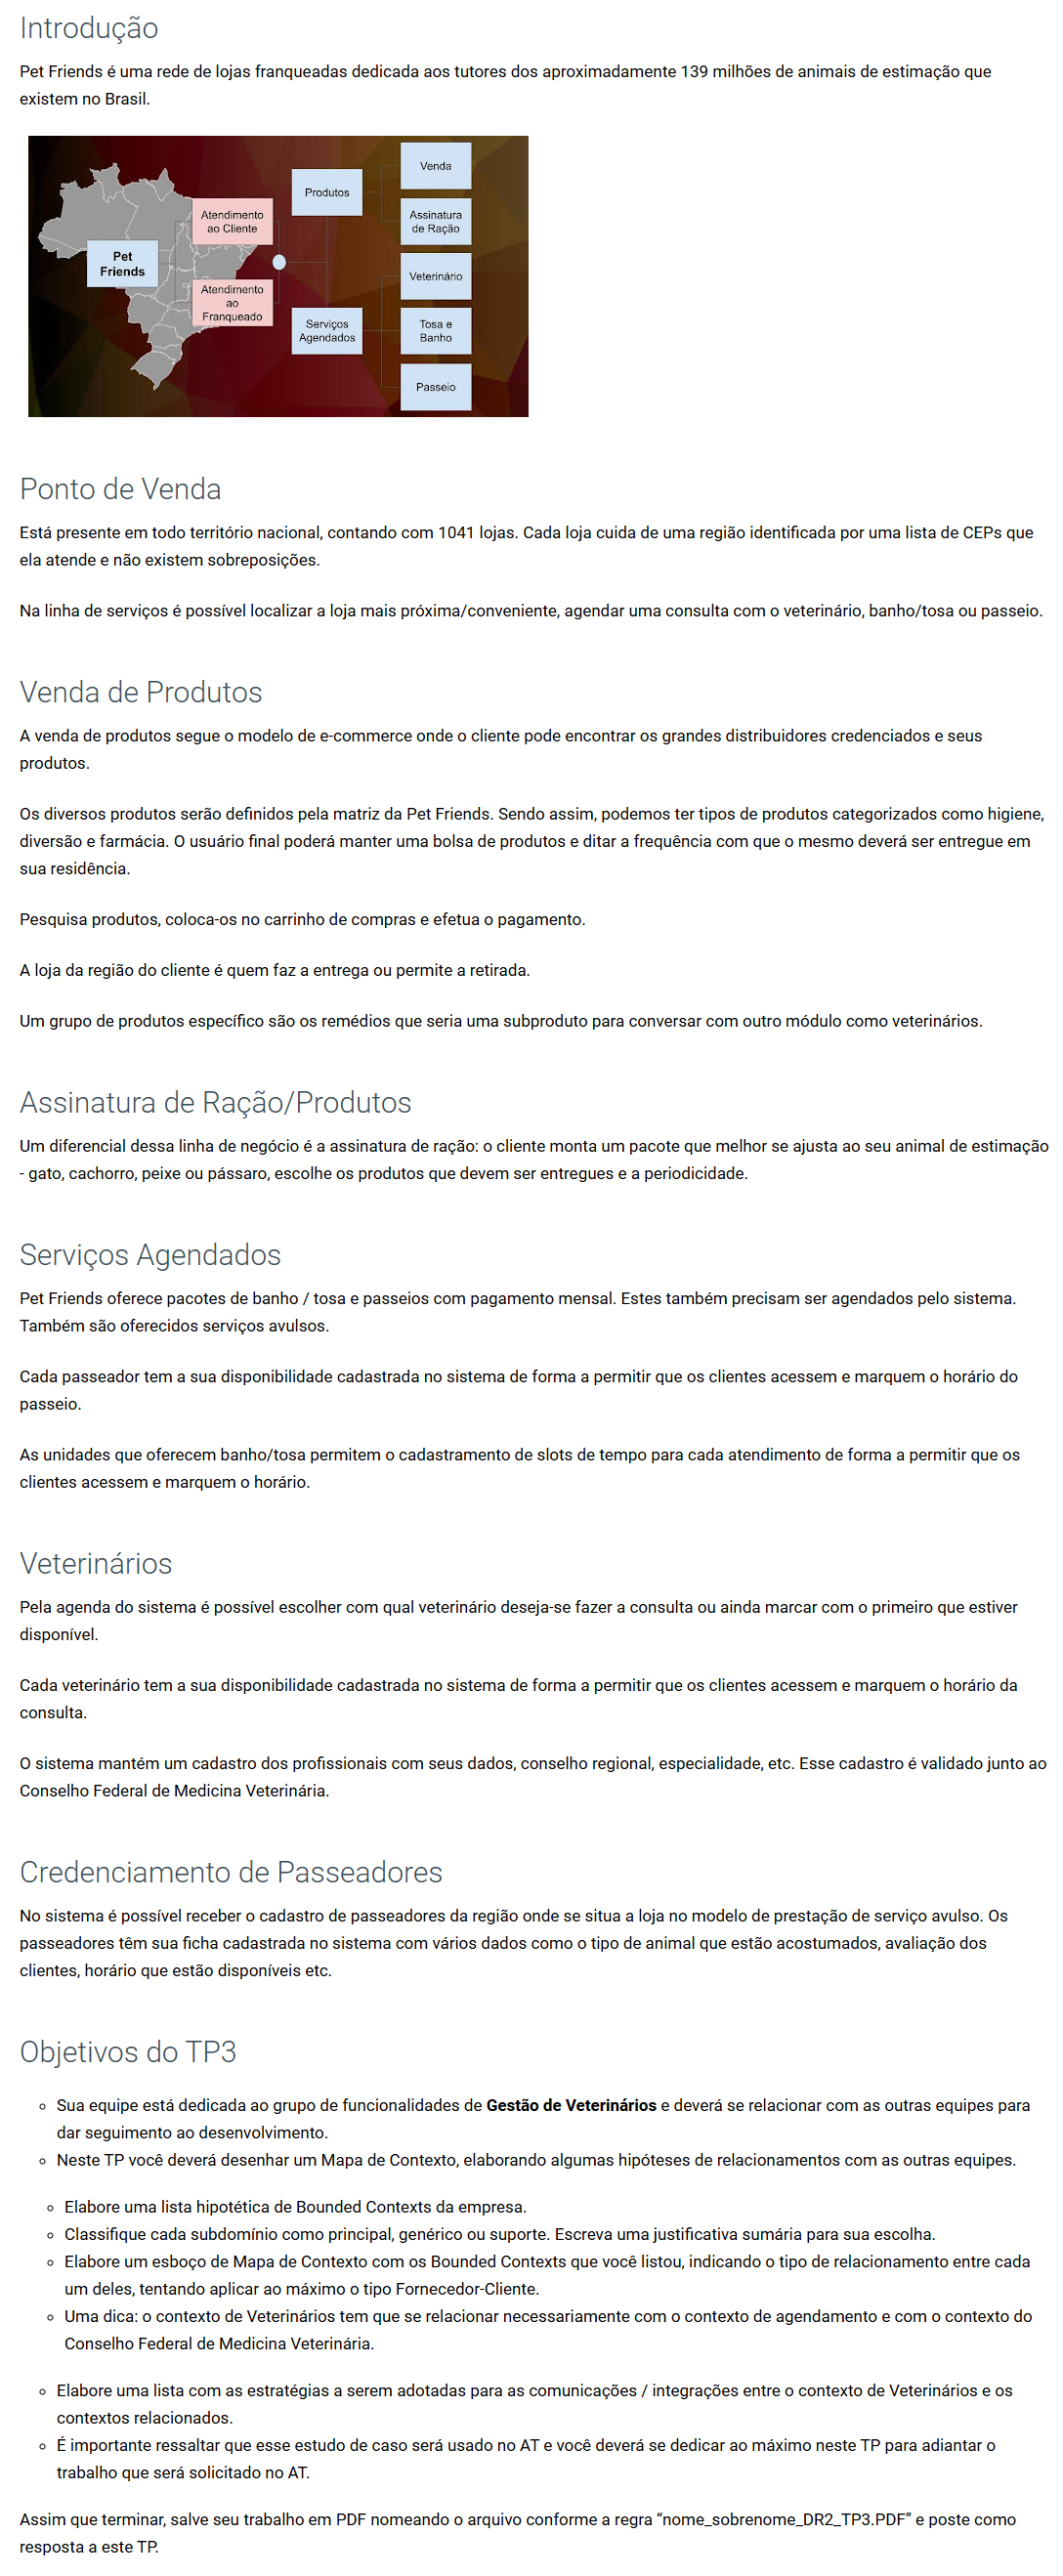 Introdução
Pet Friends é uma rede de lojas franqueadas dedicada aos tutores dos aproximadamente 139 milhões de animais de estimação que
existem no Brasil.
Pet
Friends
Atendimento
ao Cliente
Atendimento
ao
Franqueado
Produtos
Serviços
Agendados
Venda
Assinatura
de Ração
Veterinário
Tosa e
Banho
Passeio
Ponto de Venda
Está presente em todo território nacional, contando com 1041 lojas. Cada loja cuida de uma região identificada por uma lista de CEPs que
ela atende e não existem sobreposições.
Na linha de serviços é possível localizar a loja mais próxima/conveniente, agendar uma consulta com o veterinário, banho/tosa ou passeio.
Venda de Produtos
A venda de produtos segue o modelo de e-commerce onde o cliente pode encontrar os grandes distribuidores credenciados e seus
produtos.
Os diversos produtos serão definidos pela matriz da Pet Friends. Sendo assim, podemos ter tipos de produtos categorizados como higiene,
diversão e farmácia. O usuário final poderá manter uma bolsa de produtos e ditar a frequência com que o mesmo deverá ser entregue em
sua residência.
Pesquisa produtos, coloca-os no carrinho de compras e efetua o pagamento.
A loja da região do cliente é quem faz a entrega ou permite a retirada.
Um grupo de produtos específico são os remédios que seria uma subproduto para conversar com outro módulo como veterinários.
Assinatura de Ração/Produtos
Um diferencial dessa linha de negócio é a assinatura de ração: o cliente monta um pacote que melhor se ajusta ao seu animal de estimação
- gato, cachorro, peixe ou pássaro, escolhe os produtos que devem ser entregues e a periodicidade.
Serviços Agendados
Pet Friends oferece pacotes de banho / tosa e passeios com pagamento mensal. Estes também precisam ser agendados pelo sistema.
Também são oferecidos serviços avulsos.
Cada passeador tem a sua disponibilidade cadastrada no sistema de forma a permitir que os clientes acessem e marquem o horário do
passeio.
As unidades que oferecem banho/tosa permitem o cadastramento de slots de tempo para cada atendimento de forma a permitir que os
clientes acessem e marquem o horário.
Veterinários
Pela agenda do sistema é possível escolher com qual veterinário deseja-se fazer a consulta ou ainda marcar com o primeiro que estiver
disponível.
Cada veterinário tem a sua disponibilidade cadastrada no sistema de forma a permitir que os clientes acessem e marquem o horário da
consulta.
O sistema mantém um cadastro dos profissionais com seus dados, conselho regional, especialidade, etc. Esse cadastro é validado junto ao
Conselho Federal de Medicina Veterinária.
Credenciamento de Passeadores
No sistema é possível receber o cadastro de passeadores da região onde se situa a loja no modelo de prestação de serviço avulso. Os
passeadores têm sua ficha cadastrada no sistema com vários dados como o tipo de animal que estão acostumados, avaliação dos
clientes, horário que estão disponíveis etc.
Objetivos do TP3
◦ Sua equipe está dedicada ao grupo de funcionalidades de Gestão de Veterinários e deverá se relacionar com as outras equipes para
dar seguimento ao desenvolvimento.
◦ Neste TP você deverá desenhar um Mapa de Contexto, elaborando algumas hipóteses de relacionamentos com as outras equipes.
◦ Elabore uma lista hipotética de Bounded Contexts da empresa.
◦ Classifique cada subdomínio como principal, genérico ou suporte. Escreva uma justificativa sumária para sua escolha.
◦ Elabore um esboço de Mapa de Contexto com os Bounded Contexts que você listou, indicando o tipo de relacionamento entre cada
um deles, tentando aplicar ao máximo o tipo Fornecedor-Cliente.
◦ Uma dica: o contexto de Veterinários tem que se relacionar necessariamente com o contexto de agendamento e com o contexto do
Conselho Federal de Medicina Veterinária.
◦ Elabore uma lista com as estratégias a serem adotadas para as comunicações / integrações entre o contexto de Veterinários e os
contextos relacionados.
◦ É importante ressaltar que esse estudo de caso será usado no AT e você deverá se dedicar ao máximo neste TP para adiantar o
trabalho que será solicitado no AT.
Assim que terminar, salve seu trabalho em PDF nomeando o arquivo conforme a regra “nome_sobrenome_DR2_TP3.PDF” e poste como
resposta a este TP.